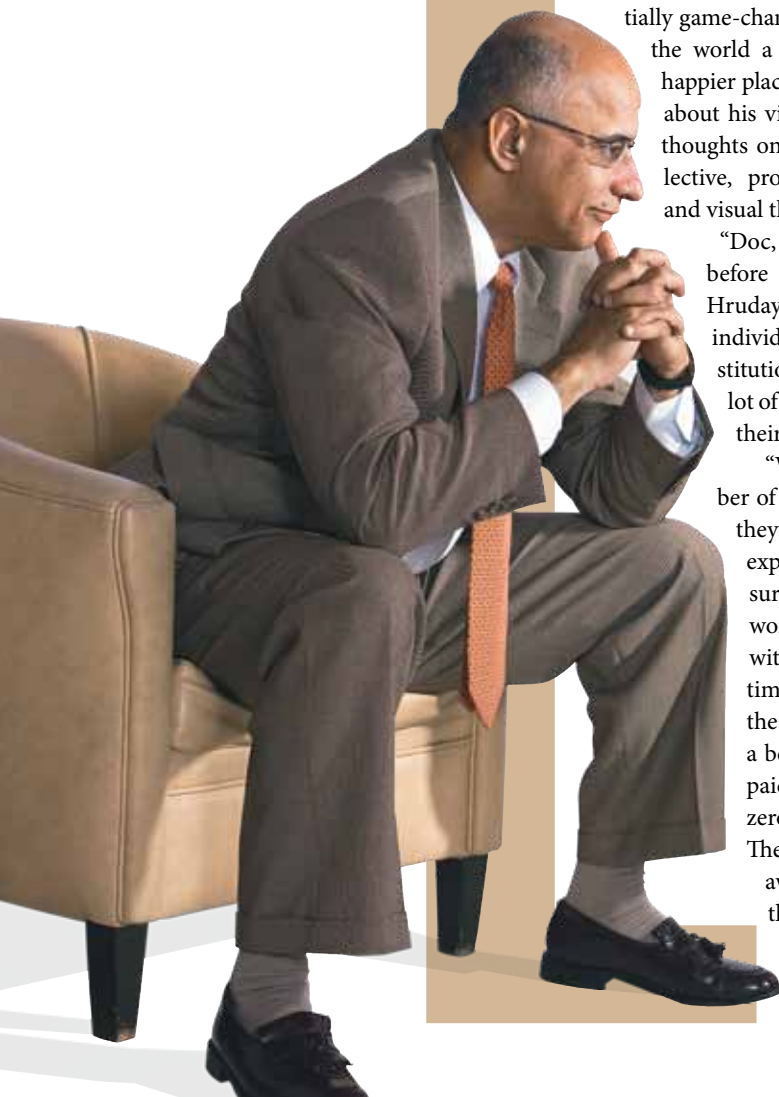 tially game-chan
the world a
happier plac
about his vi
thoughts on
lective, pro
and visual th
“Doc,
before
Hruday
individ
stitutio
lot of
their
“V
ber of
they
exp
sur
wo
wit
tim
the
a b
paid
zero
The
av
th